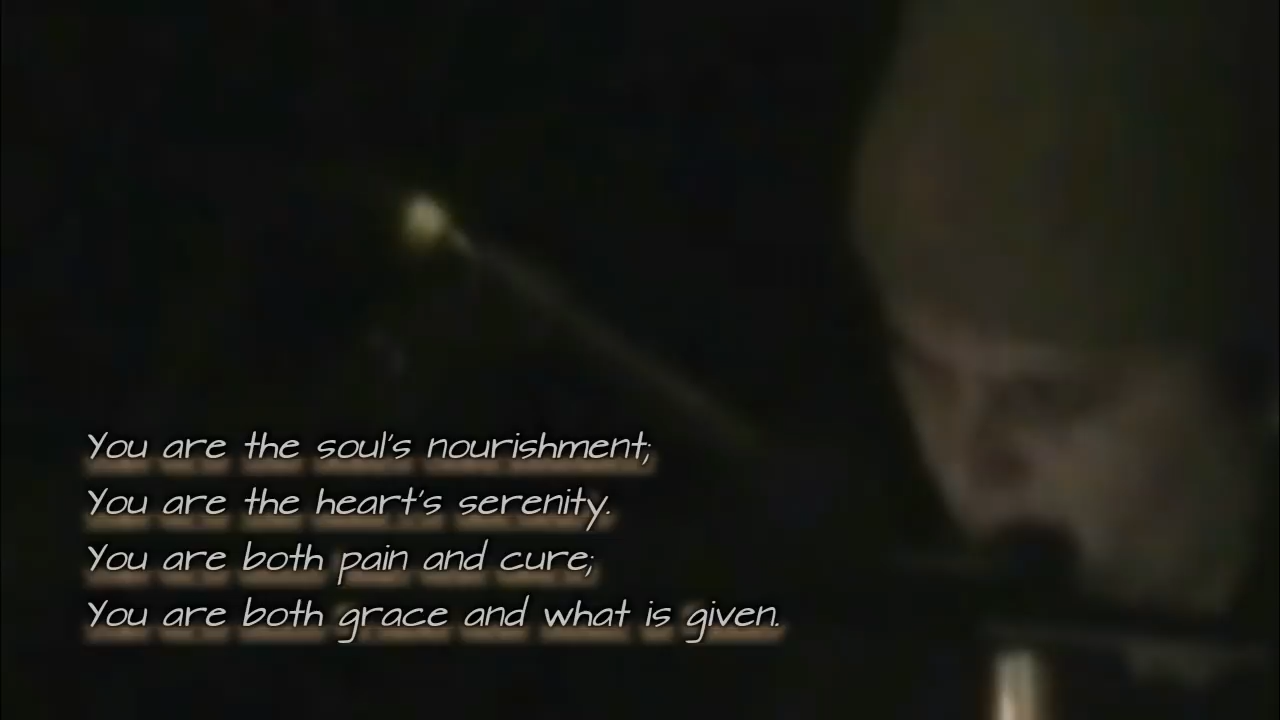 You are the soul's nourishment;
You are the heart's serenity.
You are both pain and cure;
You are both grace and what is given.